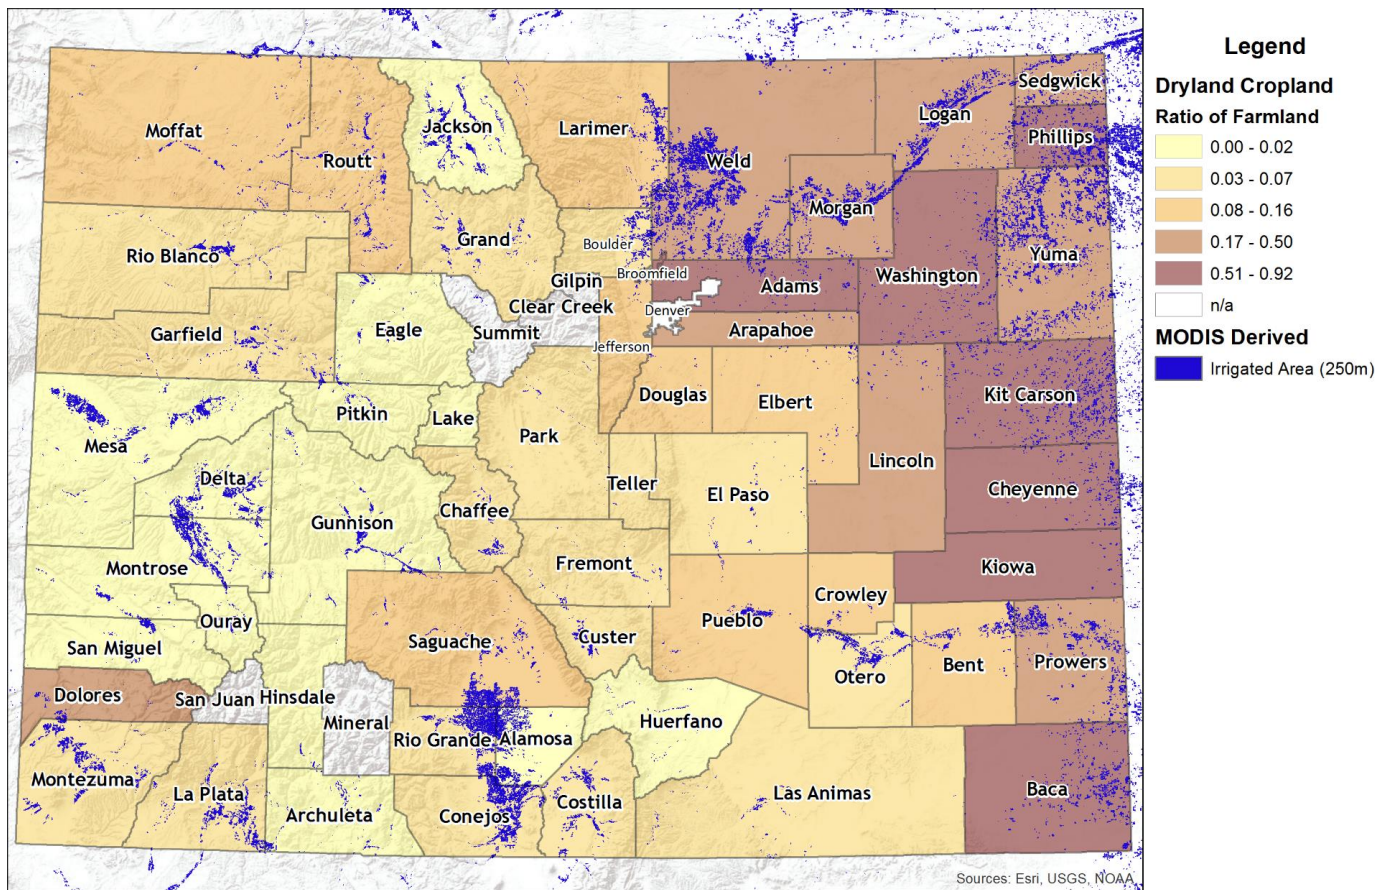 Legend
Dryland Cropland
Ratio of Farmland
0.00 - 0.02
0.03 - 0.07
0.08 - 0.16
0.17 - 0.50
0.51 - 0.92
n/a
MODIS Derived
Irrigated Area (250m)
Moffat
Routt
Jackson
Larimer
Weld
Logan
Sedgwick
Phillips
Morgan
Rio Blanco
Grand
Boulder
Broomfield
Gilpin
Clear Creek
Adams
Washington
Yuma
Garfield
Eagle
Summit
Denver
Arapahoe
Jefferson
Mesa
Pitkin
Lake
Park
Douglas
Elbert
Kit Carson
Delta
Gunnison
Chaffee
Teller
El Paso
Lincoln
Cheyenne
Montrose
Ouray
Fremont
Kiowa
San Miguel
Saguache
Custer
Pueblo
Crowley
Otero
Bent
Prowers
Dolores
San Juan
Hinsdale
Mineral
Rio Grande
Alamosa
Huerfano
Montezuma
La Plata
Archuleta
Conejos
Costilla
Las Animas
Baca
Sources: Esri, USGS, NOAA